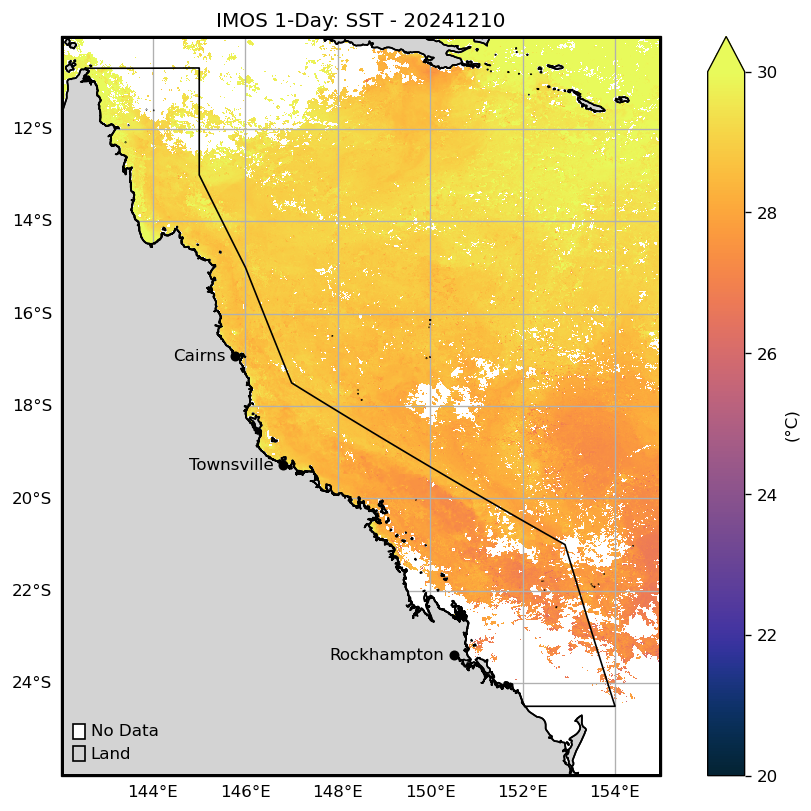 IMOS 1-Day: SST - 20241210
12°S
14°S
16°S
18°S
20°S
22°S
24°S
Cairns
Townsville
Rockhampton
No Data
Land
144°E 146°E 148°E 150°E 152°E 154°E
30
28
26
24
22
20
(°C)